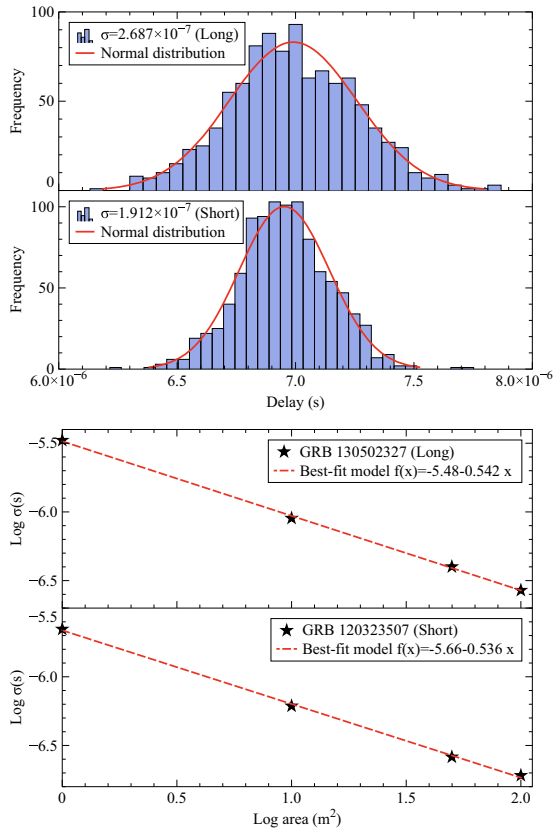 σ=2.687×10⁻⁷ (Long)
Normal distribution
100
50
0
Frequency
σ=1.912×10⁻⁷ (Short)
Normal distribution
100
50
0
Frequency
6.0×10⁻⁶ 6.5 7.0 7.5 8.0×10⁻⁶
Delay (s)
GRB 130502327 (Long)
Best-fit model f(x)=-5.48-0.542 x
−5.5
−6.0
−6.5
Log σ(s)
GRB 120323507 (Short)
Best-fit model f(x)=-5.66-0.536 x
−5.5
−6.0
−6.5
Log σ(s)
0 0.5 1.0 1.5 2.0
Log area (m²)